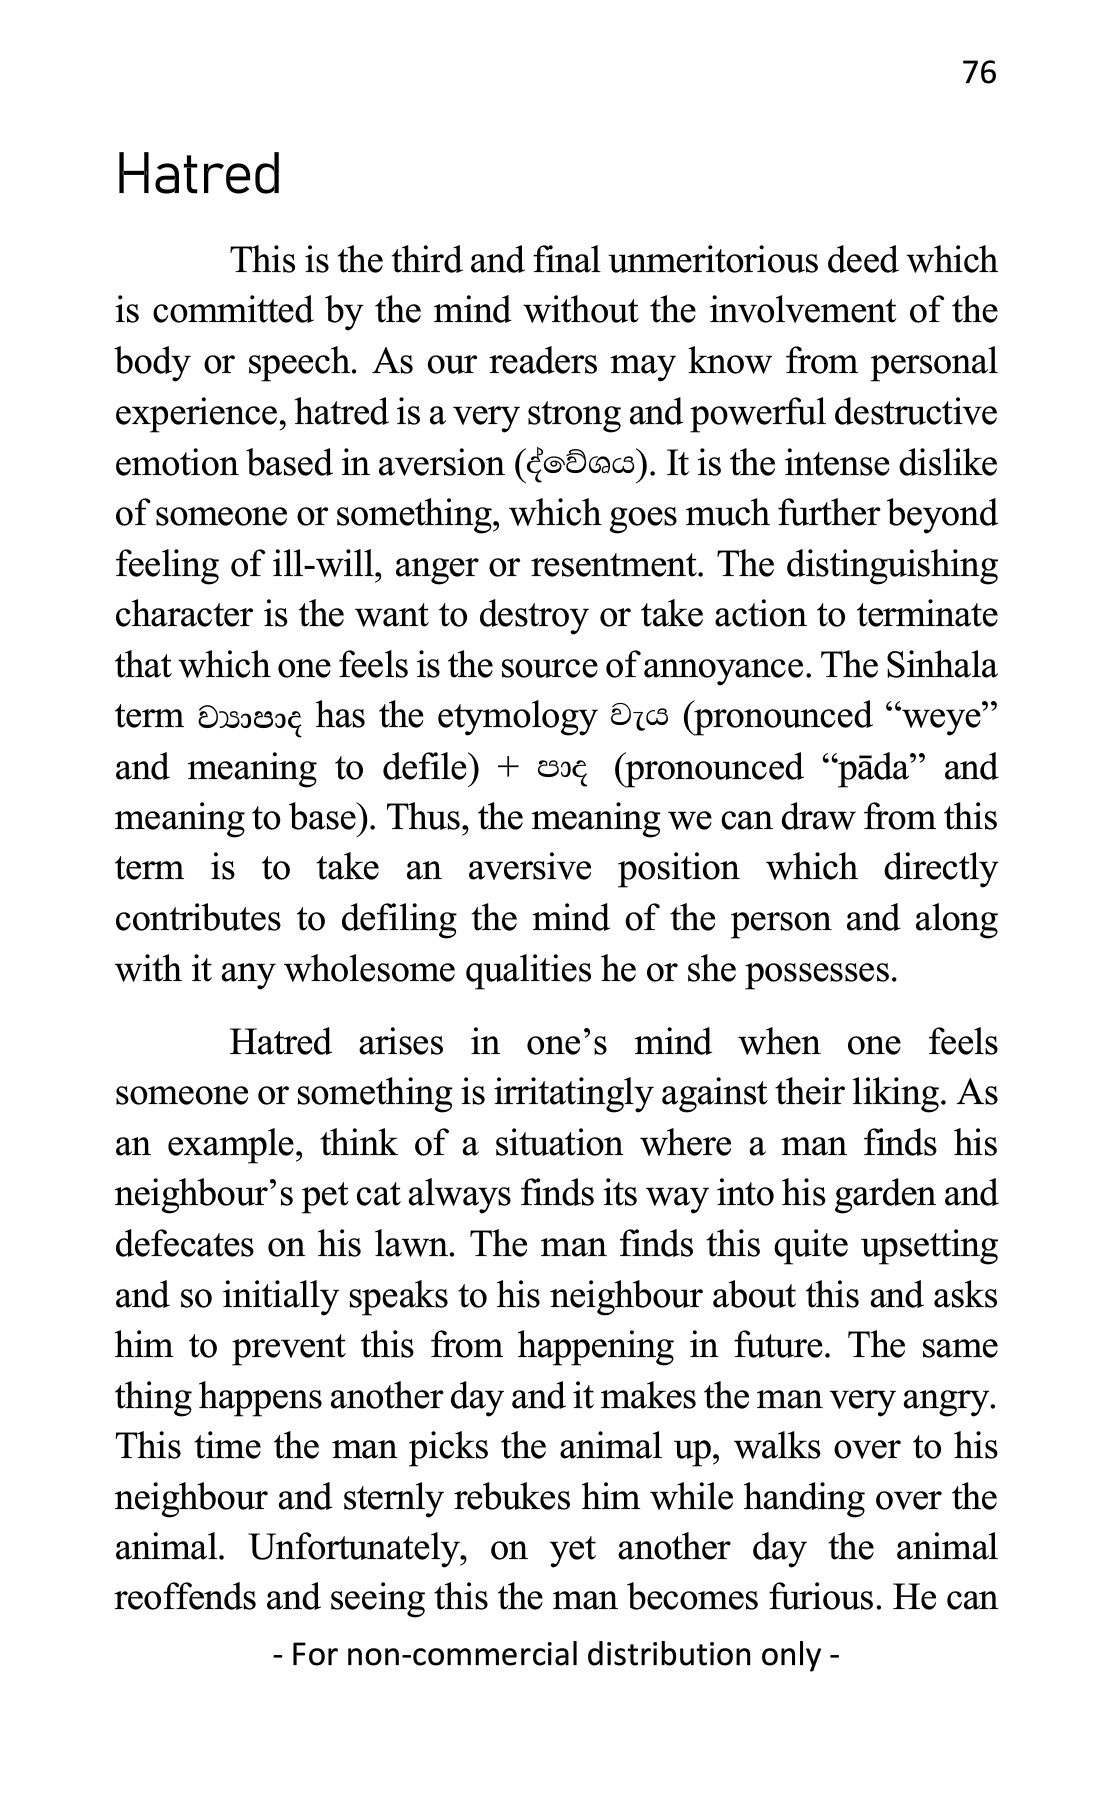 76
Hatred
This is the third and final unmeritorious deed which
is committed by the mind without the involvement of the
body or speech. As our readers may know from personal
experience, hatred is a very strong and powerful destructive
emotion based in aversion (ද්වේශය). It is the intense dislike
of someone or something, which goes much further beyond
feeling of ill-will, anger or resentment. The distinguishing
character is the want to destroy or take action to terminate
that which one feels is the source of annoyance. The Sinhala
term ව්‍යාපාද has the etymology වැය (pronounced “weye”
and meaning to defile) + පාද (pronounced “pāda” and
meaning to base). Thus, the meaning we can draw from this
term is to take an aversive position which directly
contributes to defiling the mind of the person and along
with it any wholesome qualities he or she possesses.
Hatred arises in one’s mind when one feels
someone or something is irritatingly against their liking. As
an example, think of a situation where a man finds his
neighbour’s pet cat always finds its way into his garden and
defecates on his lawn. The man finds this quite upsetting
and so initially speaks to his neighbour about this and asks
him to prevent this from happening in future. The same
thing happens another day and it makes the man very angry.
This time the man picks the animal up, walks over to his
neighbour and sternly rebukes him while handing over the
animal. Unfortunately, on yet another day the animal
reoffends and seeing this the man becomes furious. He can
- For non-commercial distribution only -